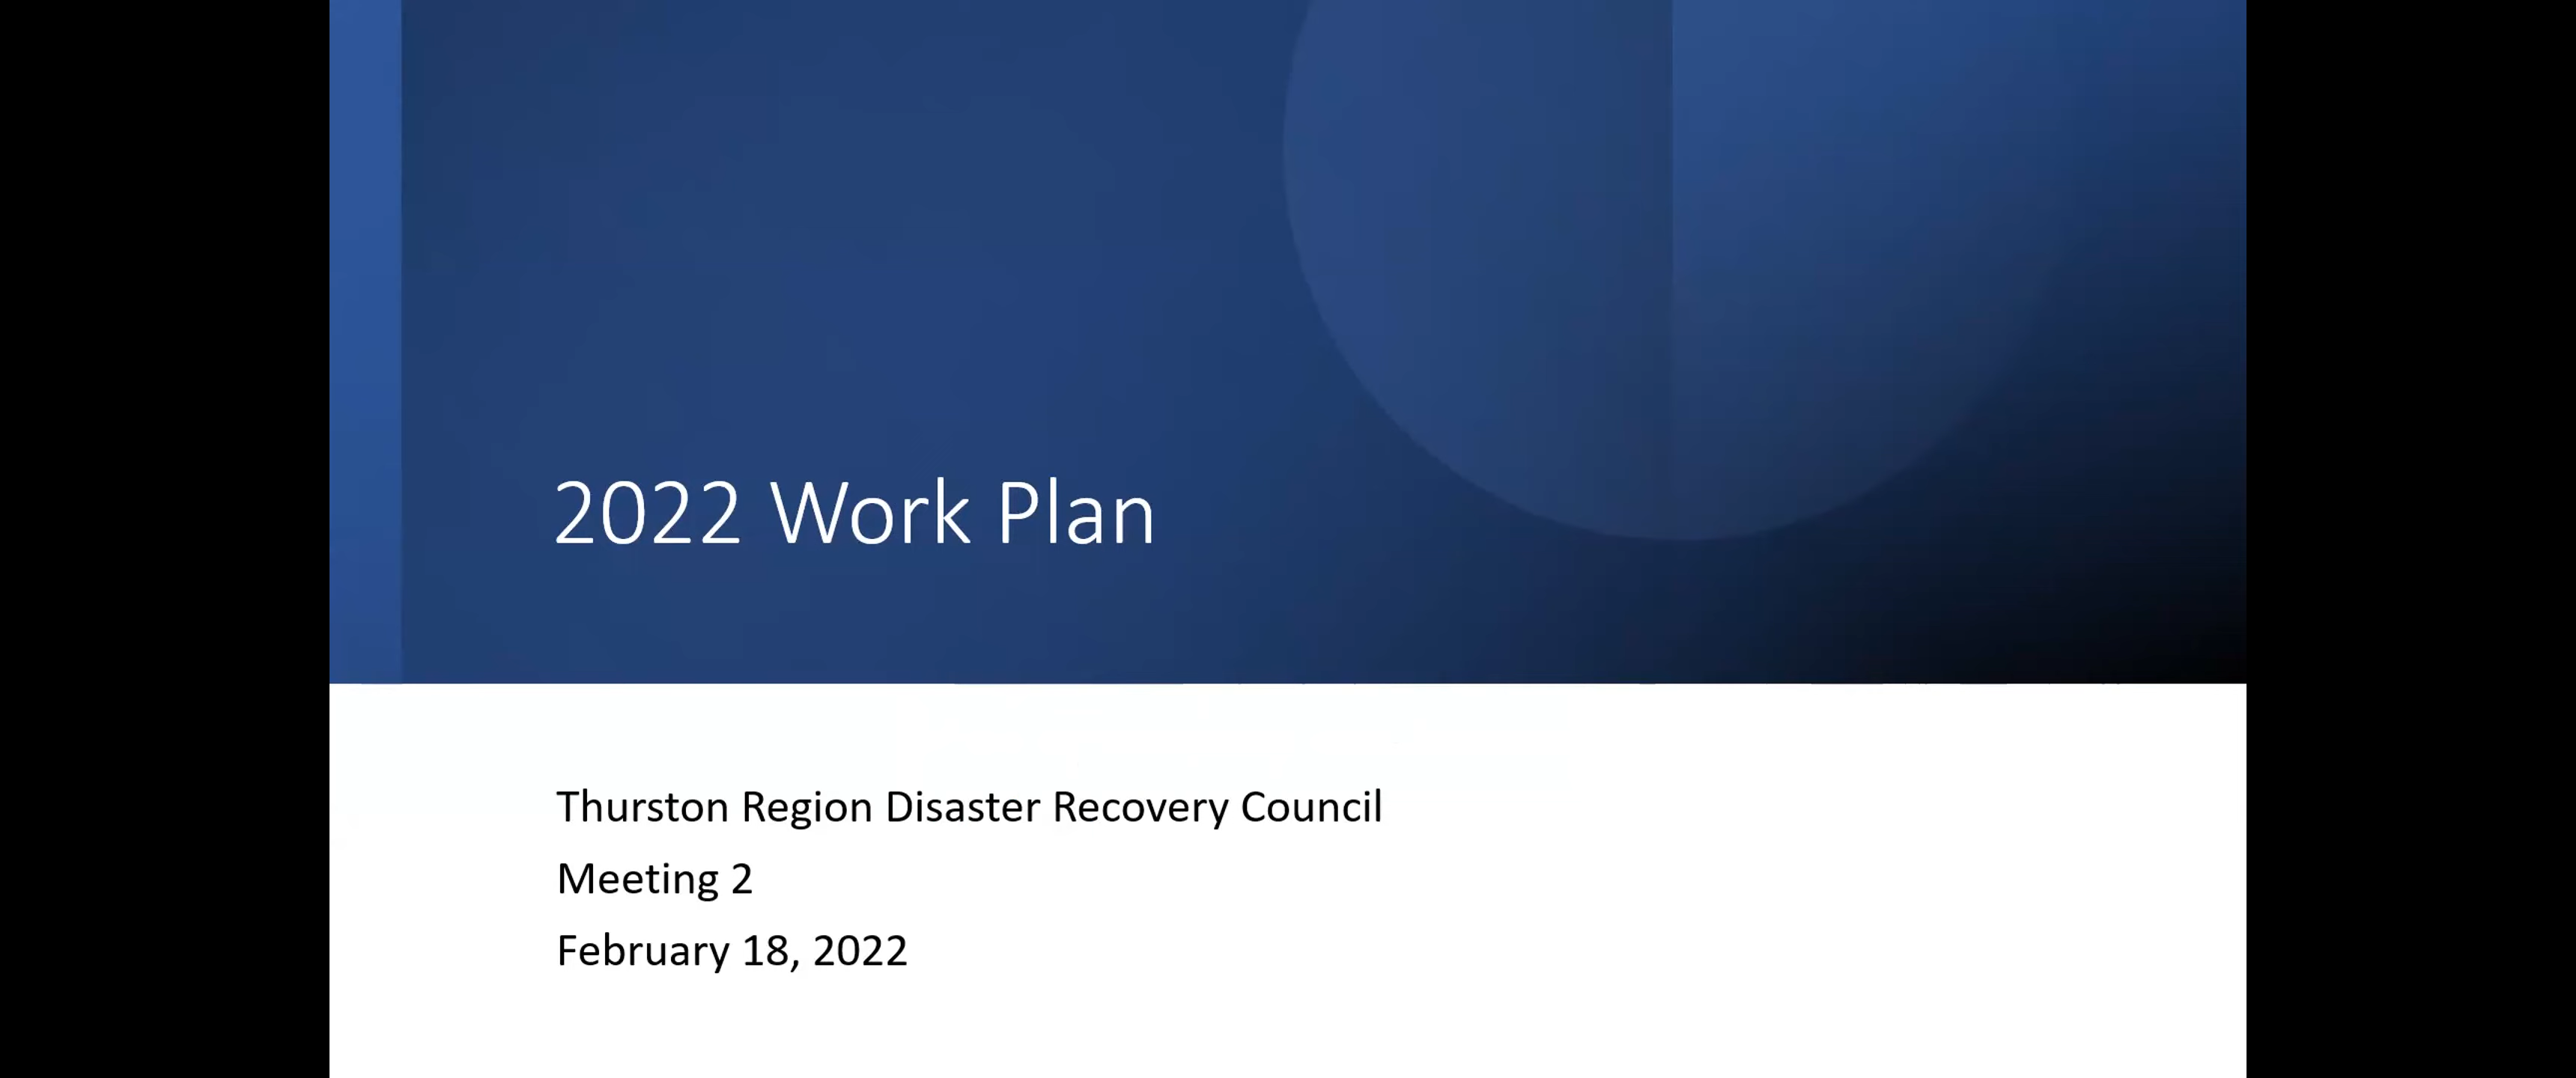 2022 Work Plan
Thurston Region Disaster Recovery Council
Meeting 2
February 18, 2022